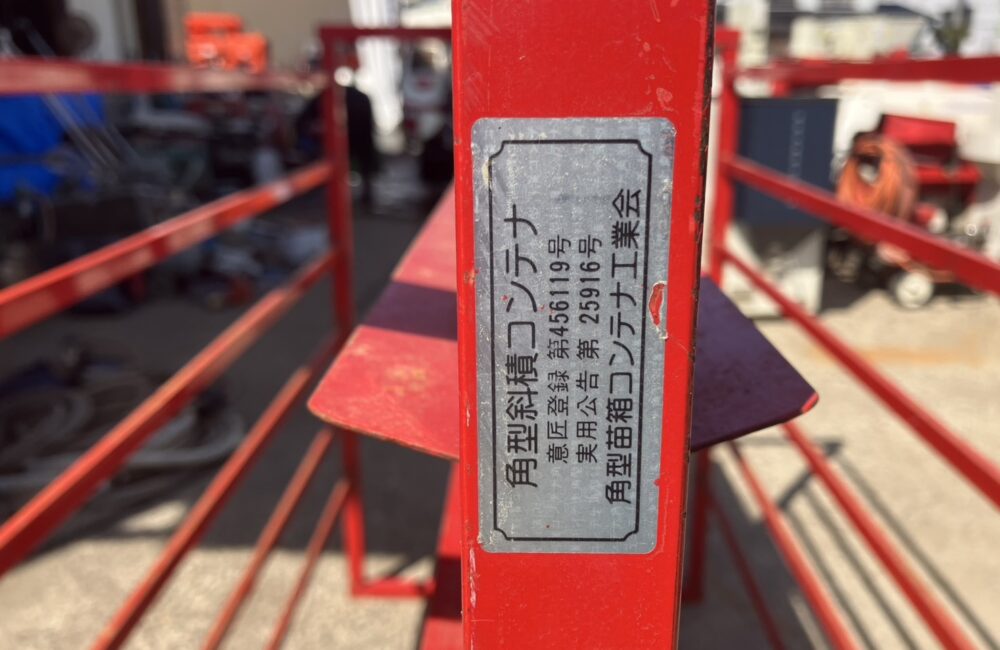 角型斜積コンテナ
意匠登録 第456119号
実用公告 第 25916号
角型苗箱コンテナ工業会